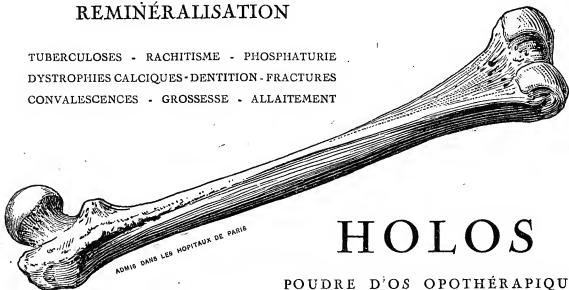 REMINÉRALISATION
TUBERCULOSES - RACHITISME - PHOSPHATURIE
DYSTROPHIES CALCIQUES - DENTITION - FRACTURES
CONVALESCENCES - GROSSESSE - ALLAITEMENT
ADMIS DANS LES HOPITAUX DE PARIS
HOLOS
POUDRE D'OS OPOTHÉRAPIQU